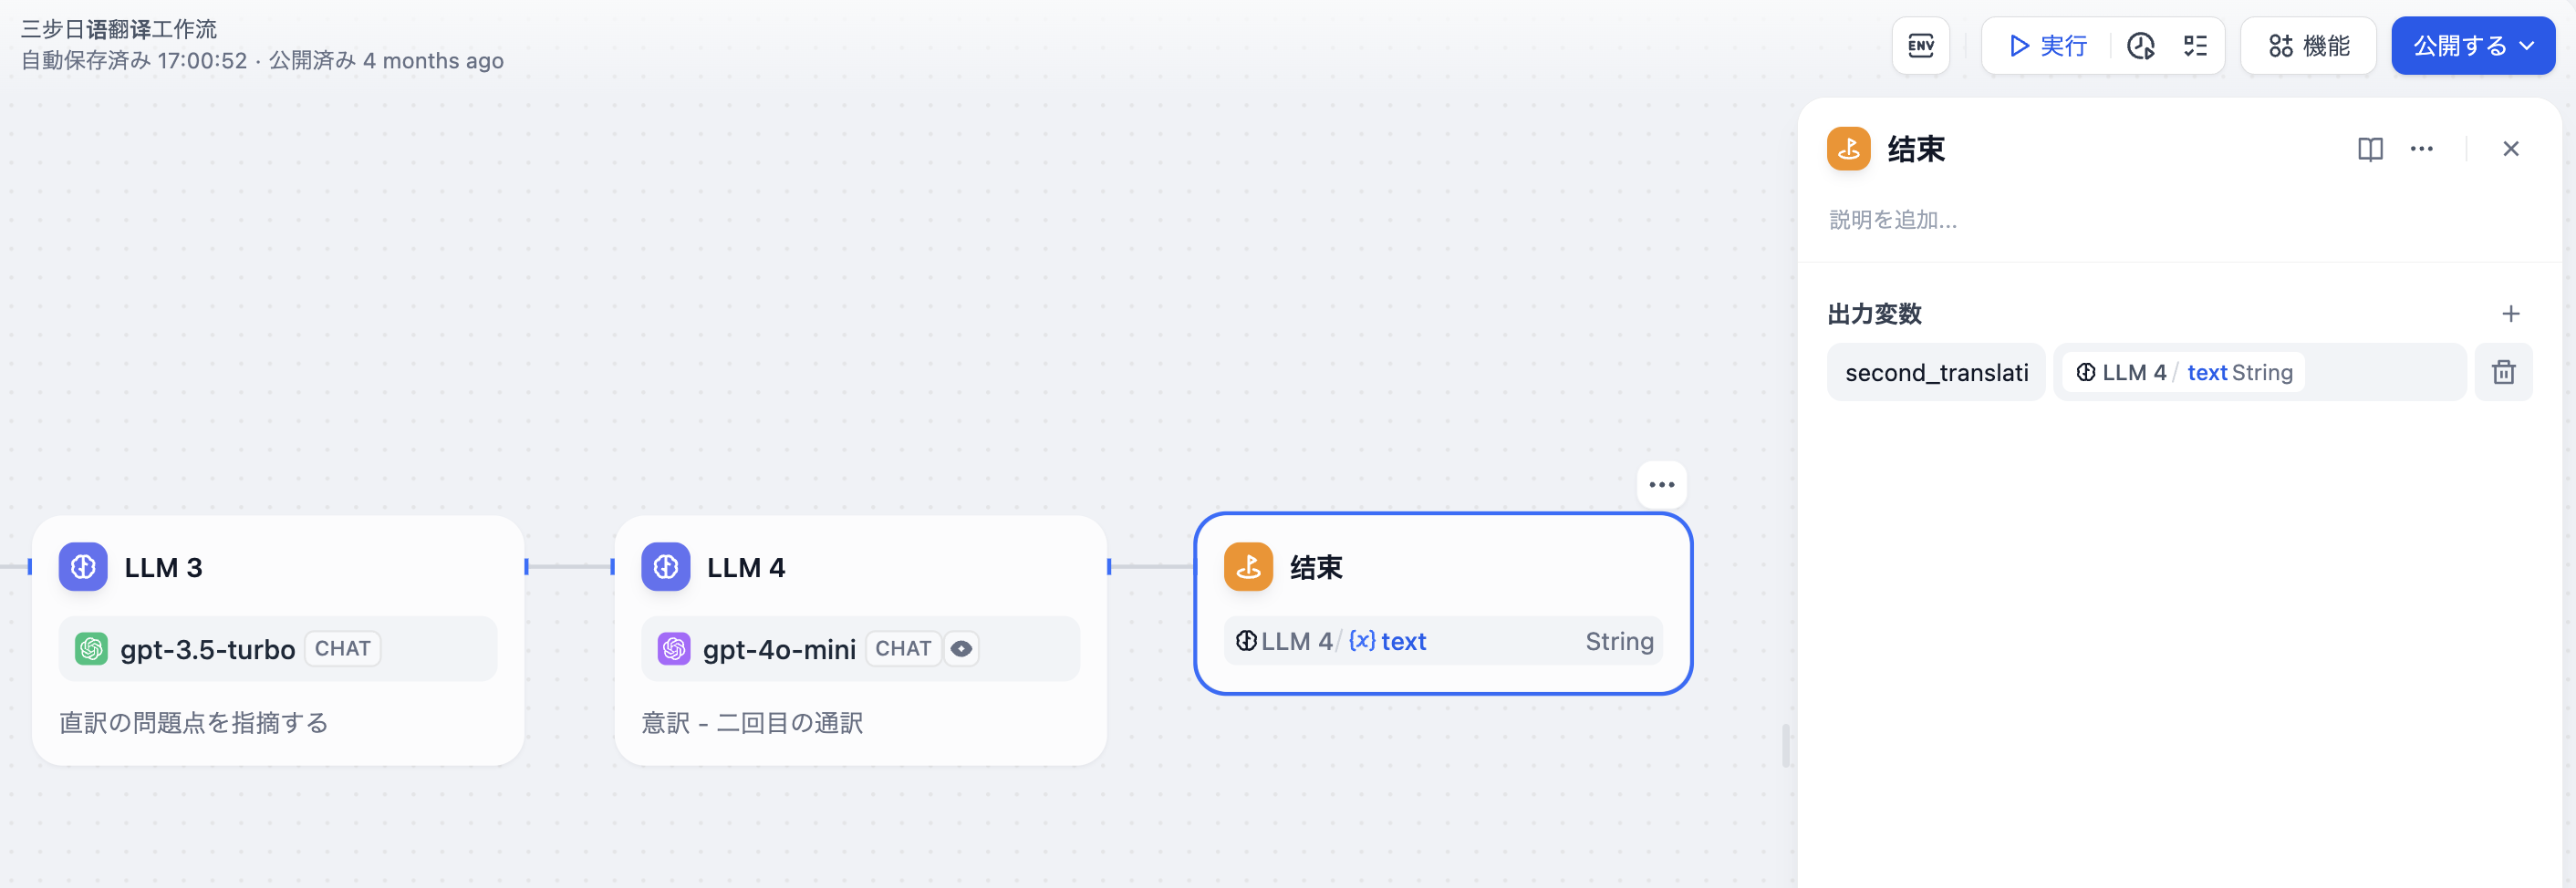 三步日语翻译工作流
自動保存済み 17:00:52 · 公開済み 4 months ago
ENV
実行
機能
公開する
结束
説明を追加...
出力変数
second_translati
LLM 4 / text String
LLM 3
gpt-3.5-turbo CHAT
直訳の問題点を指摘する
LLM 4
gpt-4o-mini CHAT
意訳 - 二回目の通訳
结束
LLM 4 / {x} text String